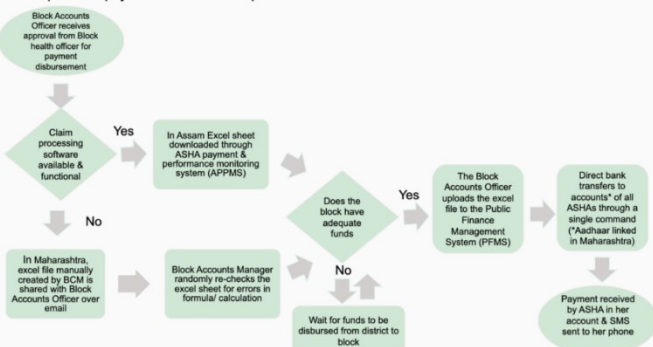 Block Accounts
Officer receives
approval from Block
health officer for
payment
disbursement
Claim
processing
software
available &
functional
Yes
In Assam Excel sheet
downloaded through
ASHA payment &
performance monitoring
system (APPMS)
No
In Maharashtra,
excel file manually
created by BCM is
shared with Block
Accounts Officer over
email
Block Accounts Manager
randomly re-checks the
excel sheet for errors in
formula/ calculation
Does the
block have
adequate
funds
Yes
No
Wait for funds to be
disbursed from district to
block
The Block
Accounts Officer
uploads the excel
file to the Public
Finance
Management
System (PFMS)
Direct bank
transfers to
accounts* of all
ASHAs through a
single command
(*Aadhaar linked
in Maharashtra)
Payment received
by ASHA in her
account & SMS
sent to her phone